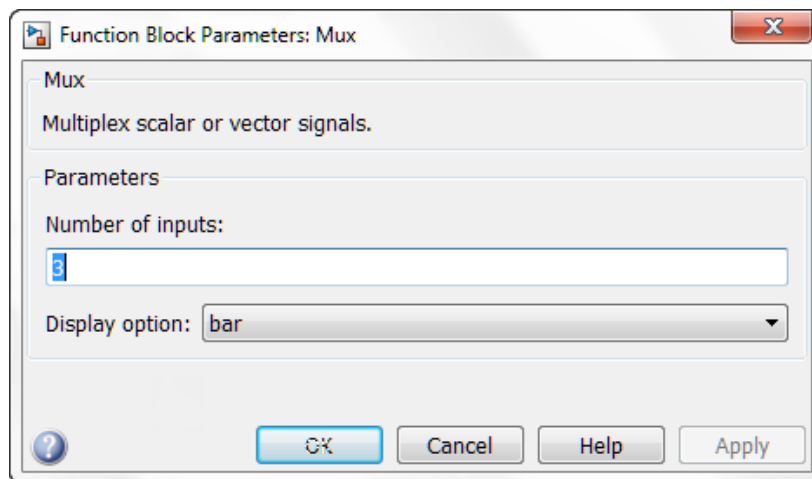 Function Block Parameters: Mux
Mux
Multiplex scalar or vector signals.
Parameters
Number of inputs:
3
Display option: bar
OK Cancel Help Apply